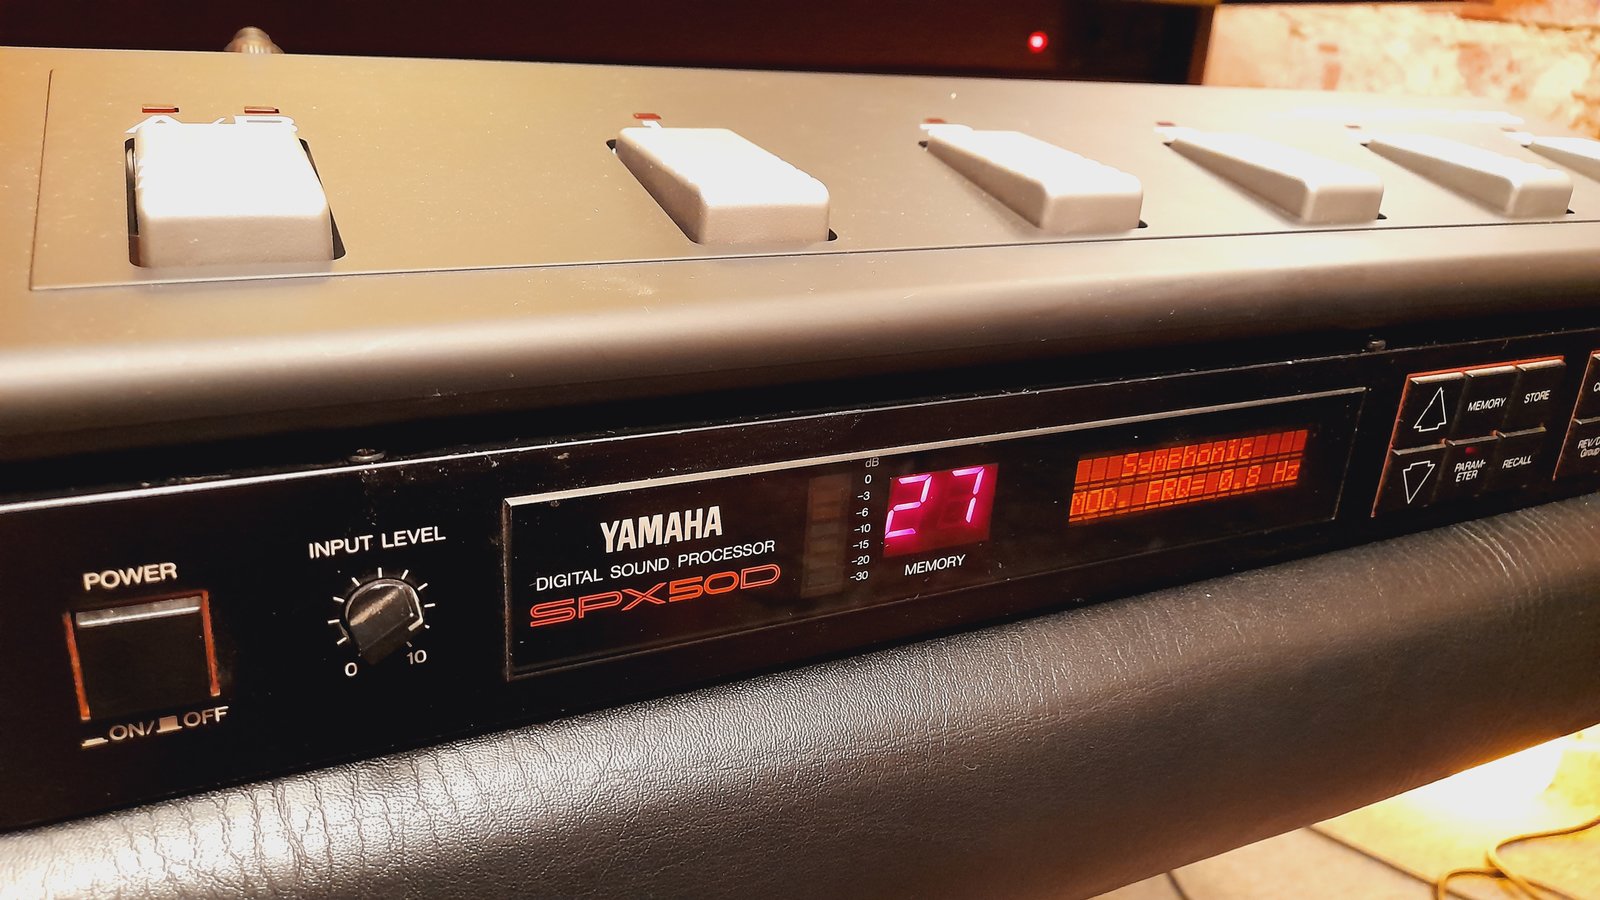 A/B
1
POWER
ON/ OFF
INPUT LEVEL
0 10
YAMAHA
DIGITAL SOUND PROCESSOR
SPX50D
dB
0
-3
-6
-10
-15
-20
-30
27
MEMORY
Symphonic
MOD. FRQ= 0.8 Hz
MEMORY
STORE
PARAM-
ETER
RECALL